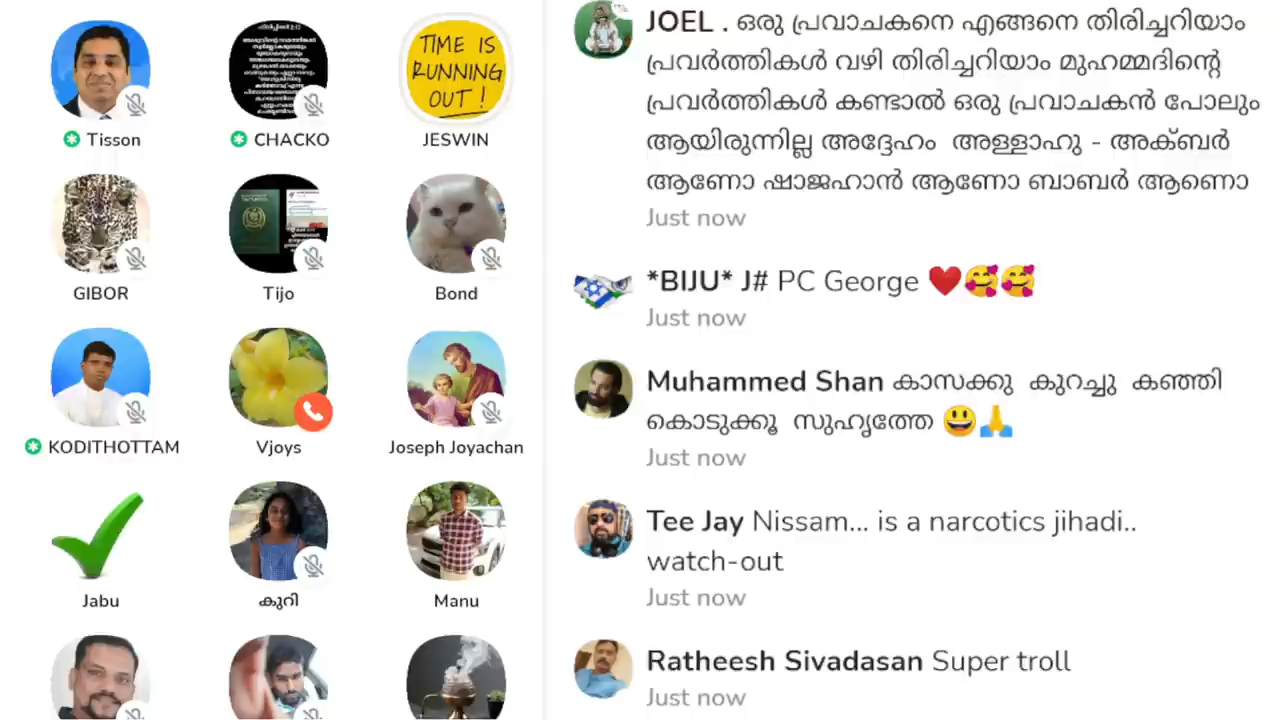 Tisson
CHACKO
TIME IS
RUNNING
OUT !
JESWIN
GIBOR
Tijo
Bond
KODITHOTTAM
Vjoys
Joseph Joyachan
Jabu
കുറി
Manu
JOEL . ഒരു പ്രവാചകനെ എങ്ങനെ തിരിച്ചറിയാം
പ്രവർത്തികൾ വഴി തിരിച്ചറിയാം മുഹമ്മദിന്റെ
പ്രവർത്തികൾ കണ്ടാൽ ഒരു പ്രവാചകൻ പോലും
ആയിരുന്നില്ല അദ്ദേഹം അള്ളാഹു - അക്ബർ
ആണോ ഷാജഹാൻ ആണോ ബാബർ ആണൊ
Just now
*BIJU* J# PC George ❤️🥰🥰
Just now
Muhammed Shan കാസക്കു കുറച്ചു കഞ്ഞി
കൊടുക്കൂ സുഹൃത്തേ 😃🙏
Just now
Tee Jay Nissam... is a narcotics jihadi..
watch-out
Just now
Ratheesh Sivadasan Super troll
Just now